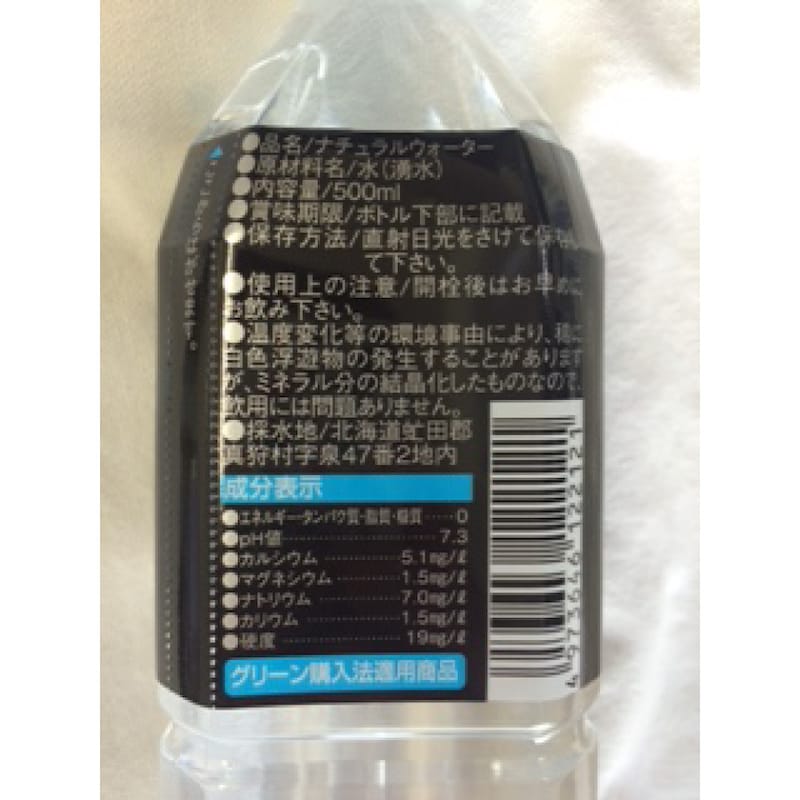 ●品名/ナチュラルウォーター
●原材料名/水(湧水)
●内容量/500ml
●賞味期限/ボトル下部に記載
●保存方法/直射日光をさけて保存し
て下さい。
●使用上の注意/開栓後はお早めに
お飲み下さい。
●温度変化等の環境事由により、稀に
白色浮遊物の発生することがあります
が、ミネラル分の結晶化したものなので、
飲用には問題ありません。
●採水地/北海道虻田郡
真狩村字泉47番2地内
成分表示
●エネルギー・タンパク質・脂質・糖質……0
●pH値……7.3
●カルシウム……5.1mg/ℓ
●マグネシウム……1.5mg/ℓ
●ナトリウム……7.0mg/ℓ
●カリウム……1.5mg/ℓ
●硬度……19mg/ℓ
グリーン購入法適用商品
4973646122121